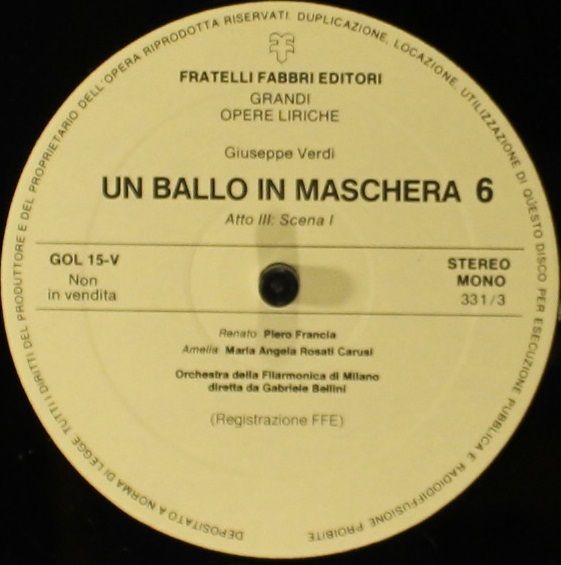 TUTTI I DIRITTI DEL PRODUTTORE E DEL PROPRIETARIO DELL'OPERA RIPRODOTTA RISERVATI. DUPLICAZIONE, LOCAZIONE, UTILIZZAZIONE DI QUESTO DISCO PER ESECUZIONE PUBBLICA E RADIODIFFUSIONE PROIBITE
FRATELLI FABBRI EDITORI
GRANDI
OPERE LIRICHE
Giuseppe Verdi
UN BALLO IN MASCHERA 6
Atto III: Scena I
GOL 15-V
Non
in vendita
STEREO
MONO
331/3
Renato Piero Francia
Amelia Maria Angela Rosati Carusi
Orchestra della Filarmonica di Milano
diretta da Gabriele Bellini
(Registrazione FFE)
DEPOSITATO A NORMA DI LEGGE